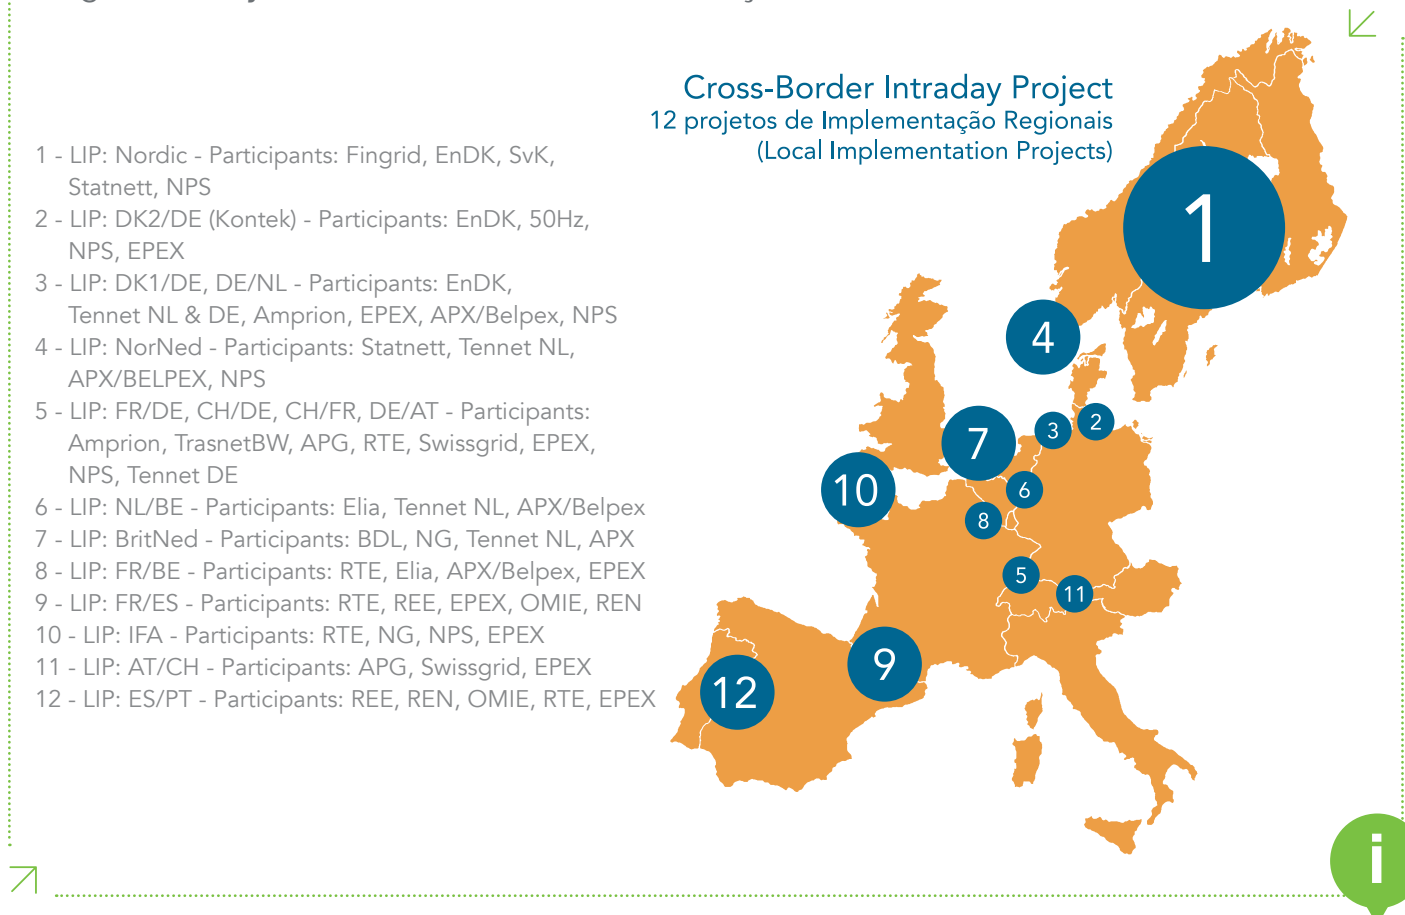 Cross-Border Intraday Project
12 projetos de Implementação Regionais
(Local Implementation Projects)
1 - LIP: Nordic - Participants: Fingrid, EnDK, SvK,
Statnett, NPS
2 - LIP: DK2/DE (Kontek) - Participants: EnDK, 50Hz,
NPS, EPEX
3 - LIP: DK1/DE, DE/NL - Participants: EnDK,
Tennet NL & DE, Amprion, EPEX, APX/Belpex, NPS
4 - LIP: NorNed - Participants: Statnett, Tennet NL,
APX/BELPEX, NPS
5 - LIP: FR/DE, CH/DE, CH/FR, DE/AT - Participants:
Amprion, TrasnetBW, APG, RTE, Swissgrid, EPEX,
NPS, Tennet DE
6 - LIP: NL/BE - Participants: Elia, Tennet NL, APX/Belpex
7 - LIP: BritNed - Participants: BDL, NG, Tennet NL, APX
8 - LIP: FR/BE - Participants: RTE, Elia, APX/Belpex, EPEX
9 - LIP: FR/ES - Participants: RTE, REE, EPEX, OMIE, REN
10 - LIP: IFA - Participants: RTE, NG, NPS, EPEX
11 - LIP: AT/CH - Participants: APG, Swissgrid, EPEX
12 - LIP: ES/PT - Participants: REE, REN, OMIE, RTE, EPEX
1
4
2
3
7
10
6
8
5
11
9
12
i